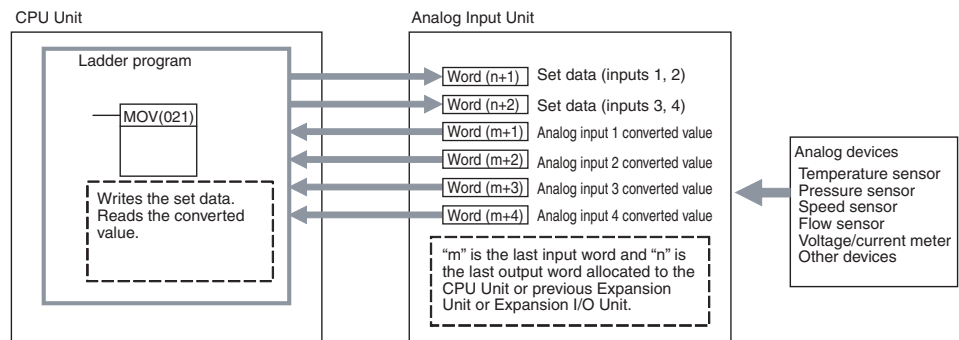 CPU Unit
Analog Input Unit
Ladder program
MOV(021)
Writes the set data.
Reads the converted
value.
Word (n+1) Set data (inputs 1, 2)
Word (n+2) Set data (inputs 3, 4)
Word (m+1) Analog input 1 converted value
Word (m+2) Analog input 2 converted value
Word (m+3) Analog input 3 converted value
Word (m+4) Analog input 4 converted value
“m” is the last input word and “n” is
the last output word allocated to the
CPU Unit or previous Expansion
Unit or Expansion I/O Unit.
Analog devices
Temperature sensor
Pressure sensor
Speed sensor
Flow sensor
Voltage/current meter
Other devices